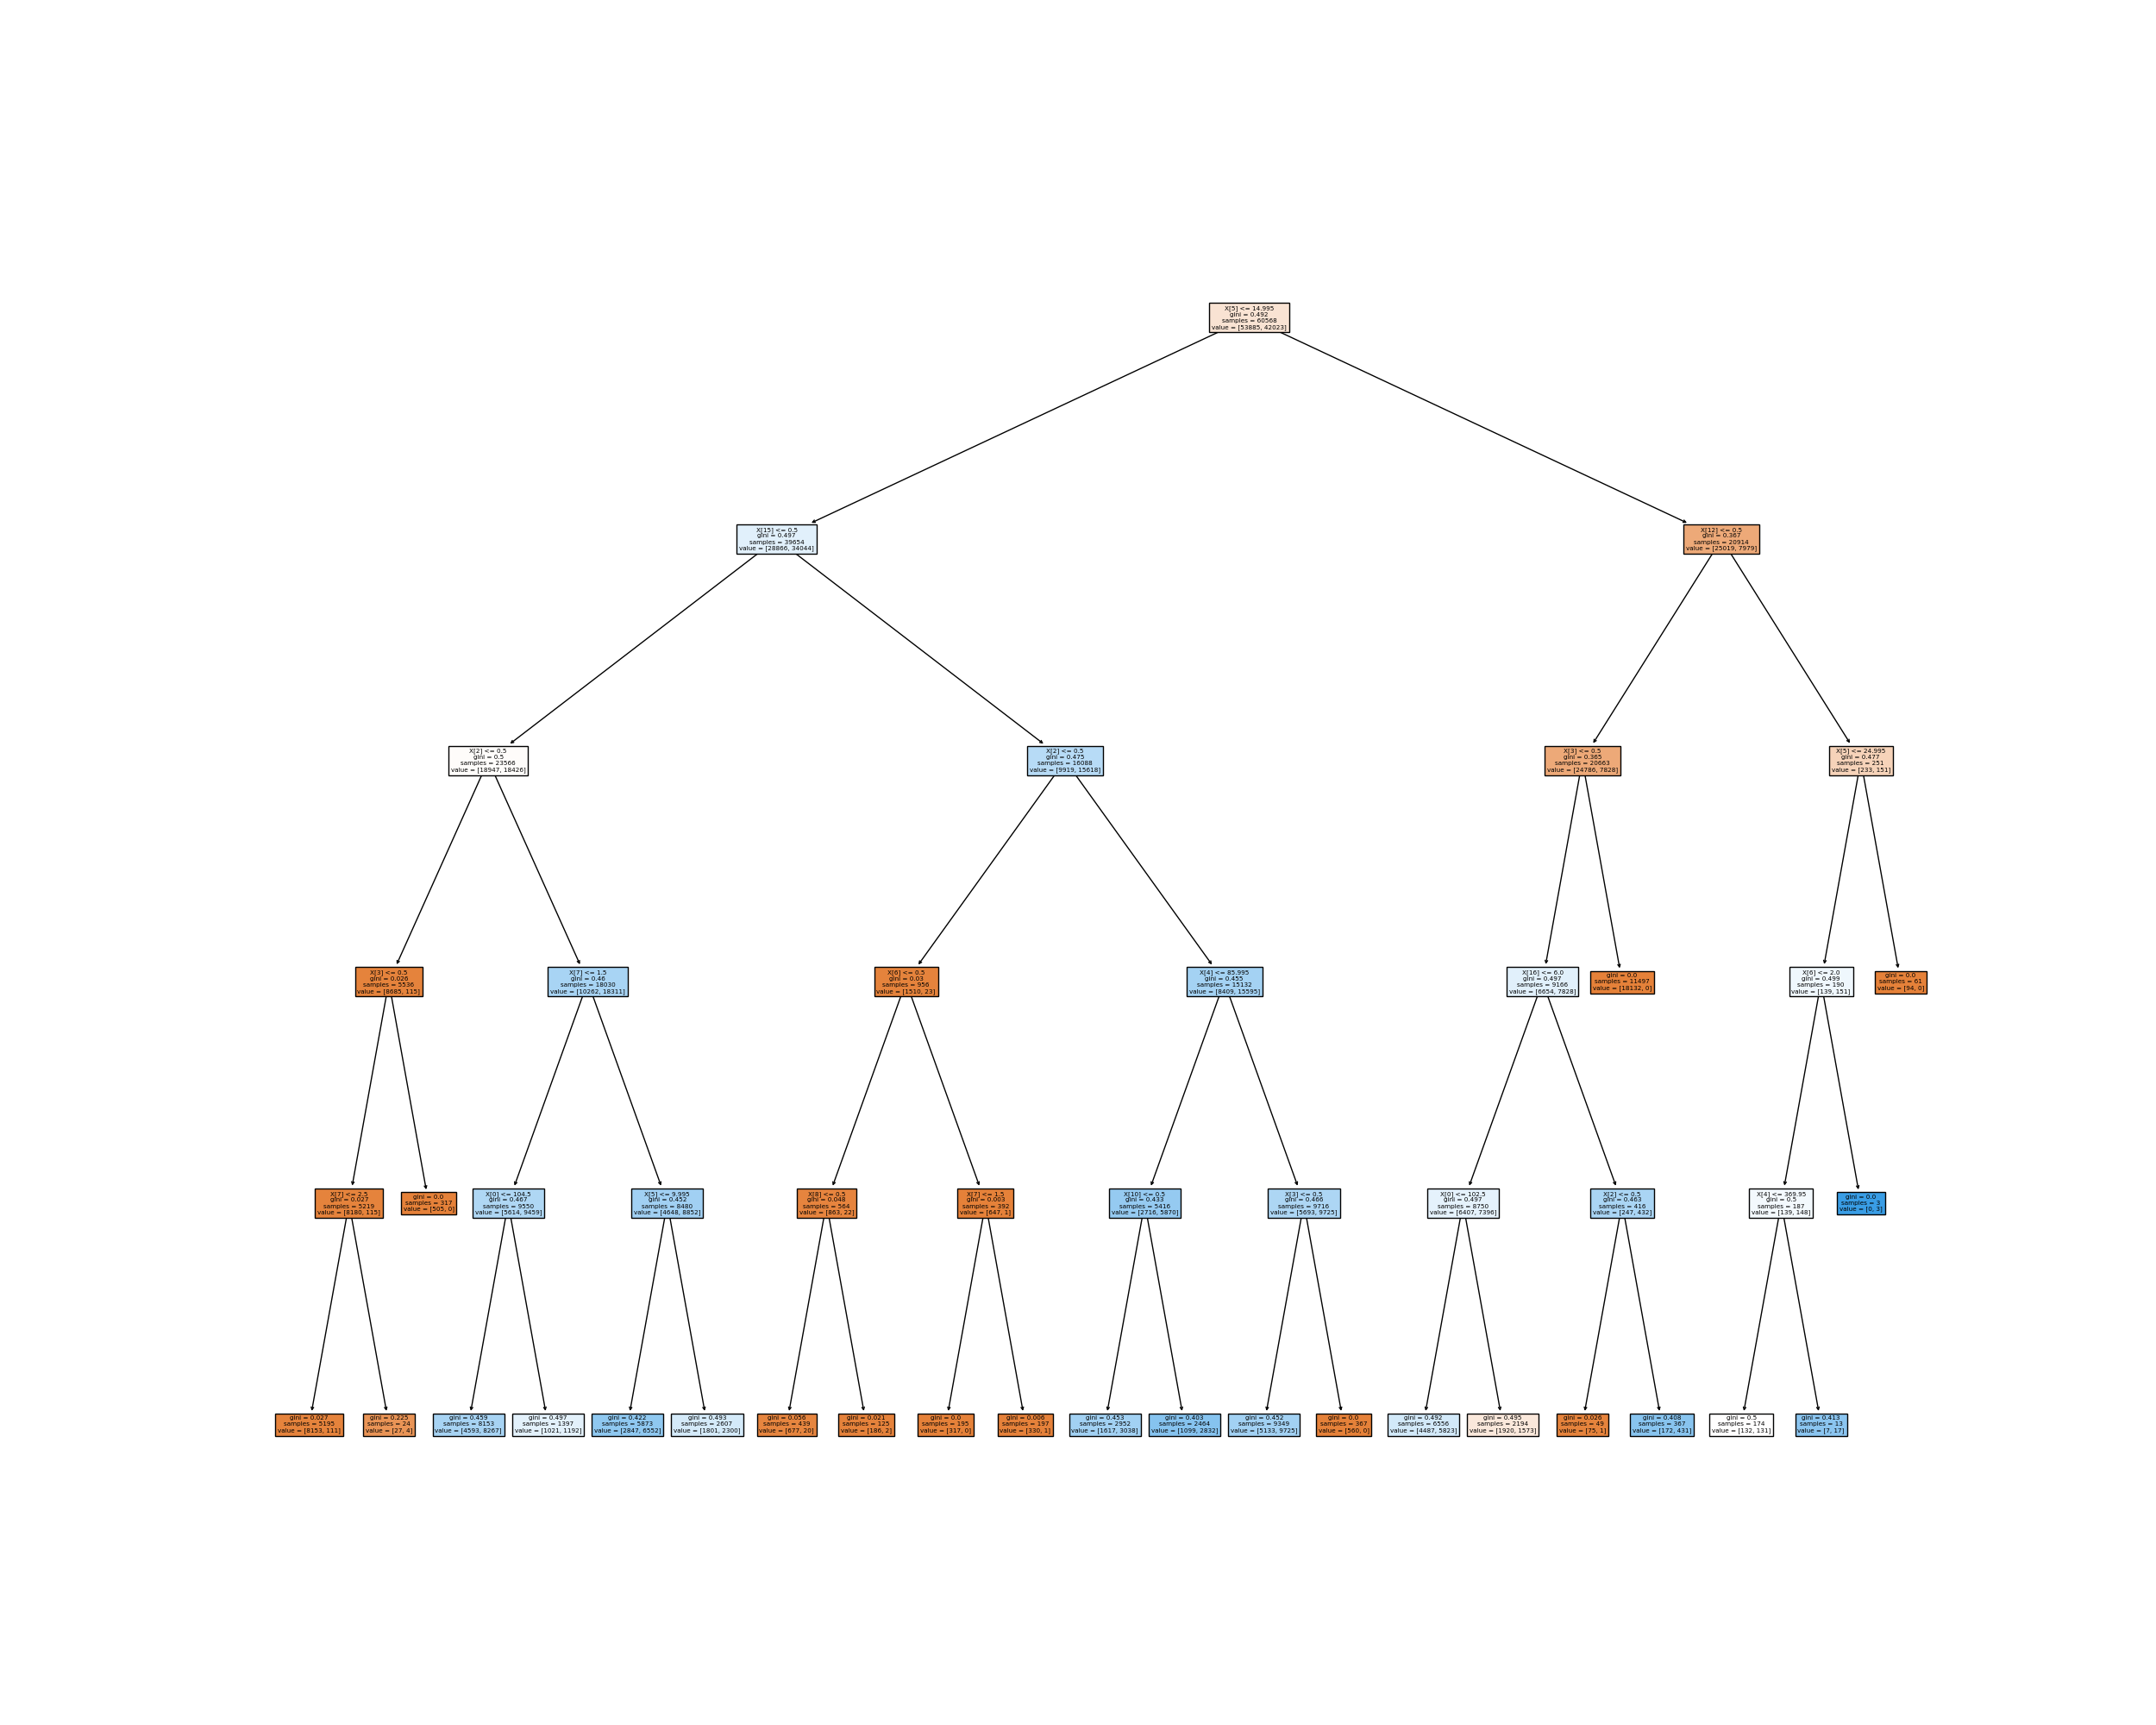 X[5] <= 14.995
gini = 0.492
samples = 60568
value = [53885, 42023]
X[15] <= 0.5
gini = 0.497
samples = 39654
value = [28866, 34044]
X[12] <= 0.5
gini = 0.367
samples = 20914
value = [25019, 7979]
X[2] <= 0.5
gini = 0.5
samples = 23566
value = [18947, 18426]
X[2] <= 0.5
gini = 0.475
samples = 16088
value = [9919, 15618]
X[3] <= 0.5
gini = 0.365
samples = 20663
value = [24786, 7828]
X[5] <= 24.995
gini = 0.477
samples = 251
value = [233, 151]
X[3] <= 0.5
gini = 0.026
samples = 5536
value = [8685, 115]
X[7] <= 1.5
gini = 0.46
samples = 18030
value = [10262, 18311]
X[6] <= 0.5
gini = 0.03
samples = 956
value = [1510, 23]
X[4] <= 85.995
gini = 0.455
samples = 15132
value = [8409, 15595]
X[16] <= 6.0
gini = 0.497
samples = 9166
value = [6654, 7828]
gini = 0.0
samples = 11497
value = [18132, 0]
X[6] <= 2.0
gini = 0.499
samples = 190
value = [139, 151]
gini = 0.0
samples = 61
value = [94, 0]
X[7] <= 2.5
gini = 0.027
samples = 5219
value = [8180, 115]
gini = 0.0
samples = 317
value = [505, 0]
X[0] <= 104.5
gini = 0.467
samples = 9550
value = [5614, 9459]
X[5] <= 9.995
gini = 0.452
samples = 8480
value = [4648, 8852]
X[8] <= 0.5
gini = 0.048
samples = 564
value = [863, 22]
X[7] <= 1.5
gini = 0.003
samples = 392
value = [647, 1]
X[10] <= 0.5
gini = 0.433
samples = 5416
value = [2716, 5870]
X[3] <= 0.5
gini = 0.466
samples = 9716
value = [5693, 9725]
X[0] <= 102.5
gini = 0.497
samples = 8750
value = [6407, 7396]
X[2] <= 0.5
gini = 0.463
samples = 416
value = [247, 432]
X[4] <= 369.95
gini = 0.5
samples = 187
value = [139, 148]
gini = 0.0
samples = 3
value = [0, 3]
gini = 0.027
samples = 5195
value = [8153, 111]
gini = 0.225
samples = 24
value = [27, 4]
gini = 0.459
samples = 8153
value = [4593, 8267]
gini = 0.497
samples = 1397
value = [1021, 1192]
gini = 0.422
samples = 5873
value = [2847, 6552]
gini = 0.493
samples = 2607
value = [1801, 2300]
gini = 0.056
samples = 439
value = [677, 20]
gini = 0.021
samples = 125
value = [186, 2]
gini = 0.0
samples = 195
value = [317, 0]
gini = 0.006
samples = 197
value = [330, 1]
gini = 0.453
samples = 2952
value = [1617, 3038]
gini = 0.403
samples = 2464
value = [1099, 2832]
gini = 0.452
samples = 9349
value = [5133, 9725]
gini = 0.0
samples = 367
value = [560, 0]
gini = 0.492
samples = 6556
value = [4487, 5823]
gini = 0.495
samples = 2194
value = [1920, 1573]
gini = 0.026
samples = 49
value = [75, 1]
gini = 0.408
samples = 367
value = [172, 431]
gini = 0.5
samples = 174
value = [132, 131]
gini = 0.413
samples = 13
value = [7, 17]